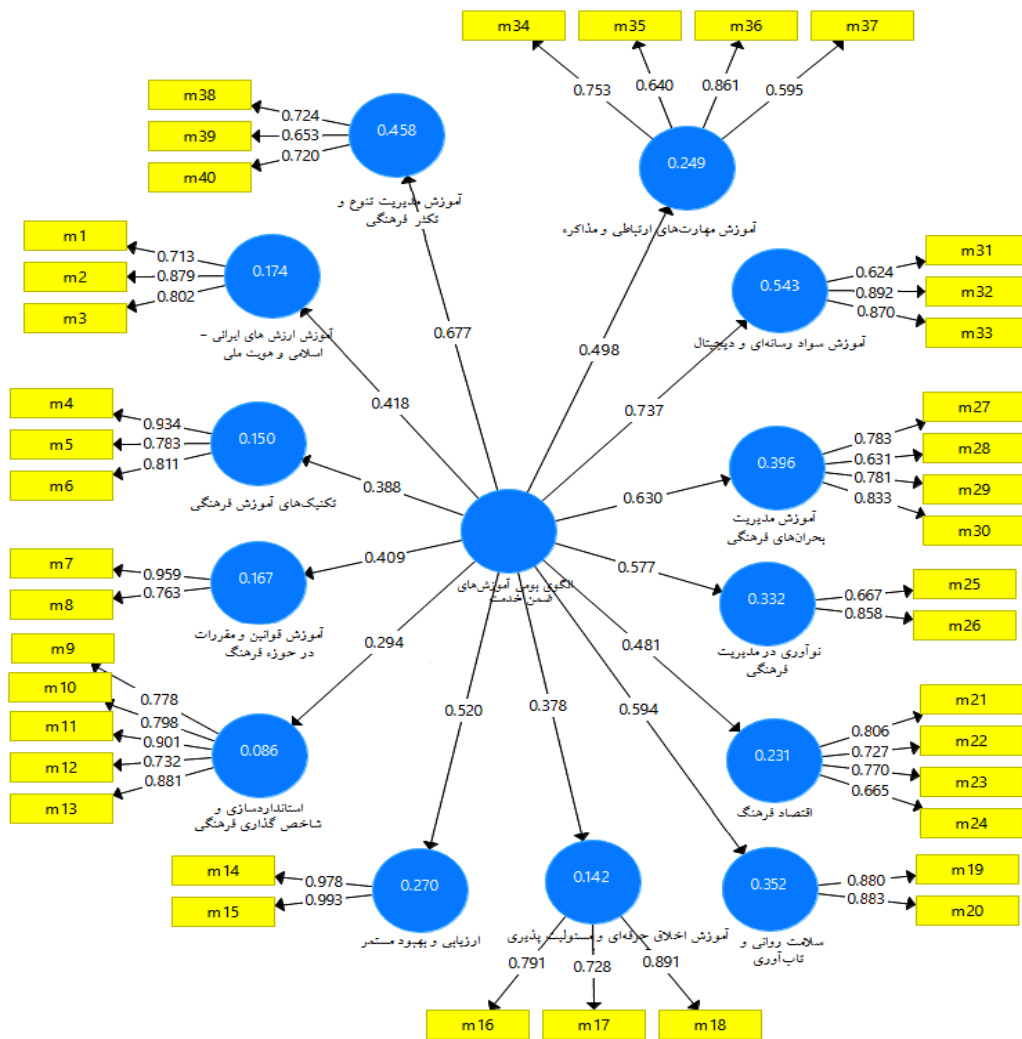 m34
m35
m36
m37
0.753
0.640
0.861
0.595
0.249
آموزش مهارت‌های ارتباطی و مذاکره
m38
m39
m40
0.724
0.653
0.720
0.458
آموزش مدیریت تنوع و
تکثر فرهنگی
m1
m2
m3
0.713
0.879
0.802
0.174
آموزش ارزش های ایرانی –
اسلامی و هویت ملی
m31
m32
m33
0.624
0.892
0.870
0.543
آموزش سواد رسانه‌ای و دیجیتال
0.677
0.498
0.418
0.737
m4
m5
m6
0.934
0.783
0.811
0.150
تکنیک‌های آموزش فرهنگی
0.388
m27
m28
m29
m30
0.783
0.631
0.781
0.833
0.396
آموزش مدیریت
بحران‌های فرهنگی
0.630
الگوی بومی آموزش‌های
ضمن خدمت
m7
m8
0.959
0.763
0.167
آموزش قوانین و مقررات
در حوزه فرهنگ
0.409
m25
m26
0.667
0.858
0.332
نوآوری در مدیریت
فرهنگی
0.577
m9
m10
m11
m12
m13
0.778
0.798
0.901
0.732
0.881
0.086
استانداردسازی و
شاخص گذاری فرهنگی
0.294
m21
m22
m23
m24
0.806
0.727
0.770
0.665
0.231
اقتصاد فرهنگ
0.481
0.520
0.378
0.594
m14
m15
0.978
0.993
0.270
ارزیابی و بهبود مستمر
0.142
آموزش اخلاق حرفه‌ای و مسئولیت پذیری
0.791
0.728
0.891
m16
m17
m18
m19
m20
0.880
0.883
0.352
سلامت روانی و
تاب‌آوری